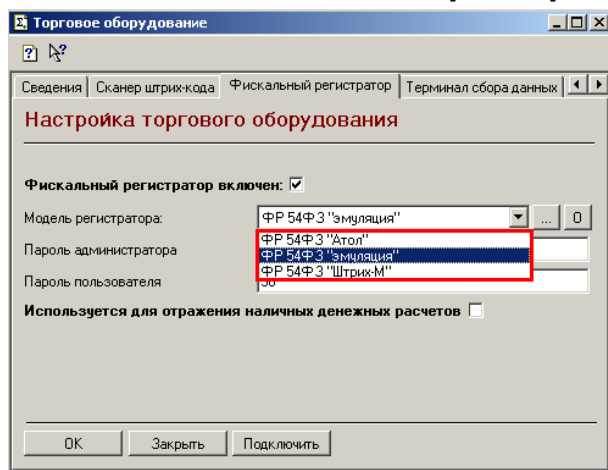 Торговое оборудование
Сведения Сканер штрих-кода Фискальный регистратор Терминал сбора данных
Настройка торгового оборудования
Фискальный регистратор включен:
Модель регистратора: ФР 54ФЗ "эмуляция" ... О
ФР 54ФЗ "Атол"
Пароль администратора ФР 54ФЗ "эмуляция"
ФР 54ФЗ "Штрих-М"
Пароль пользователя
Используется для отражения наличных денежных расчетов
ОК Закрыть Подключить